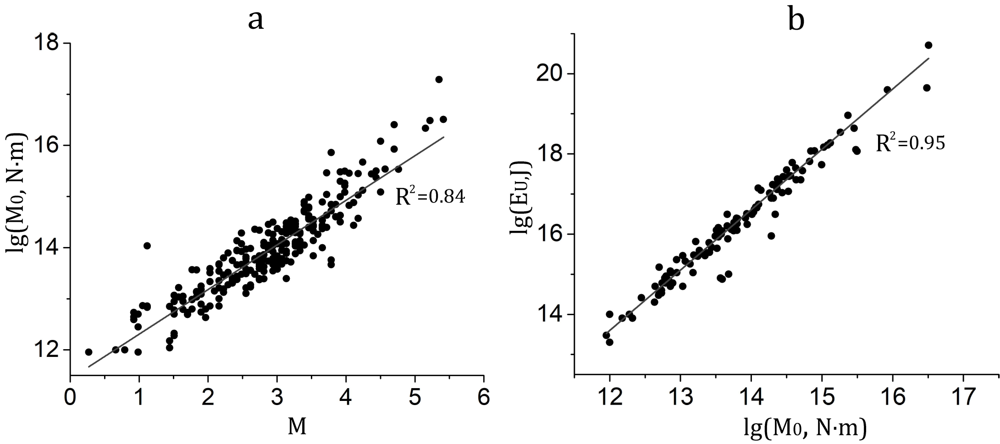 a
18
16
14
12
lg(M0, N·m)
R²=0.84
0 1 2 3 4 5 6
M
b
20
18
16
14
lg(EU,J)
R²=0.95
12 13 14 15 16 17
lg(M0, N·m)